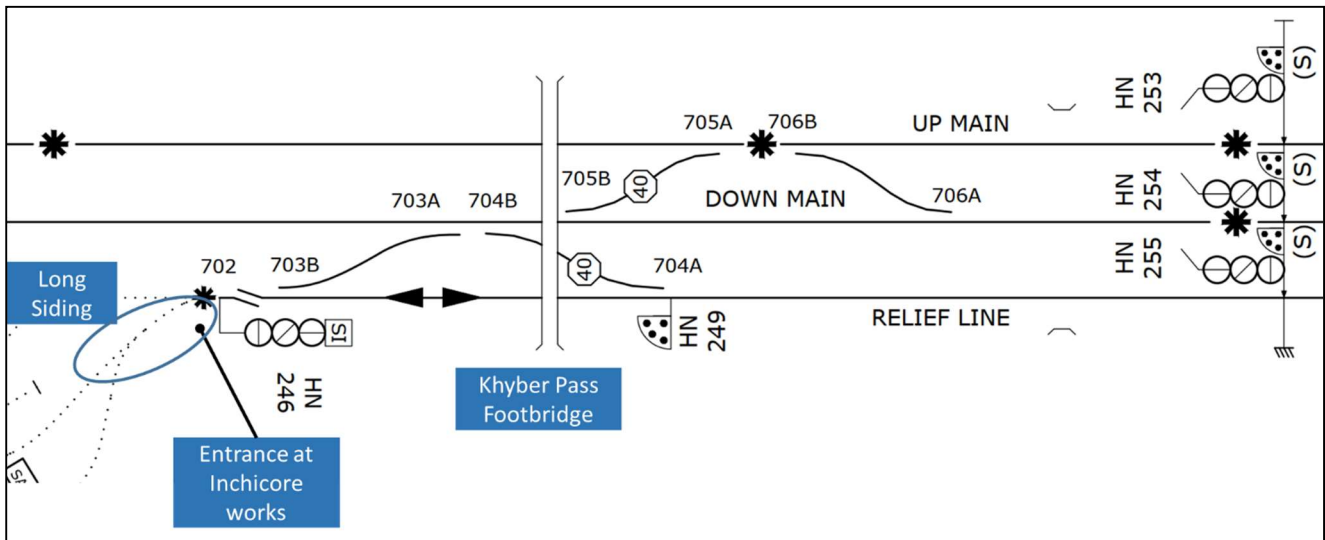 HN
253
(S)
705A
706B
UP MAIN
705B
40
DOWN MAIN
706A
HN
254
(S)
703A
704B
HN
255
(S)
40
704A
Long
Siding
702
703B
SI
HN
246
HN
249
RELIEF LINE
Khyber Pass
Footbridge
Entrance at
Inchicore
works